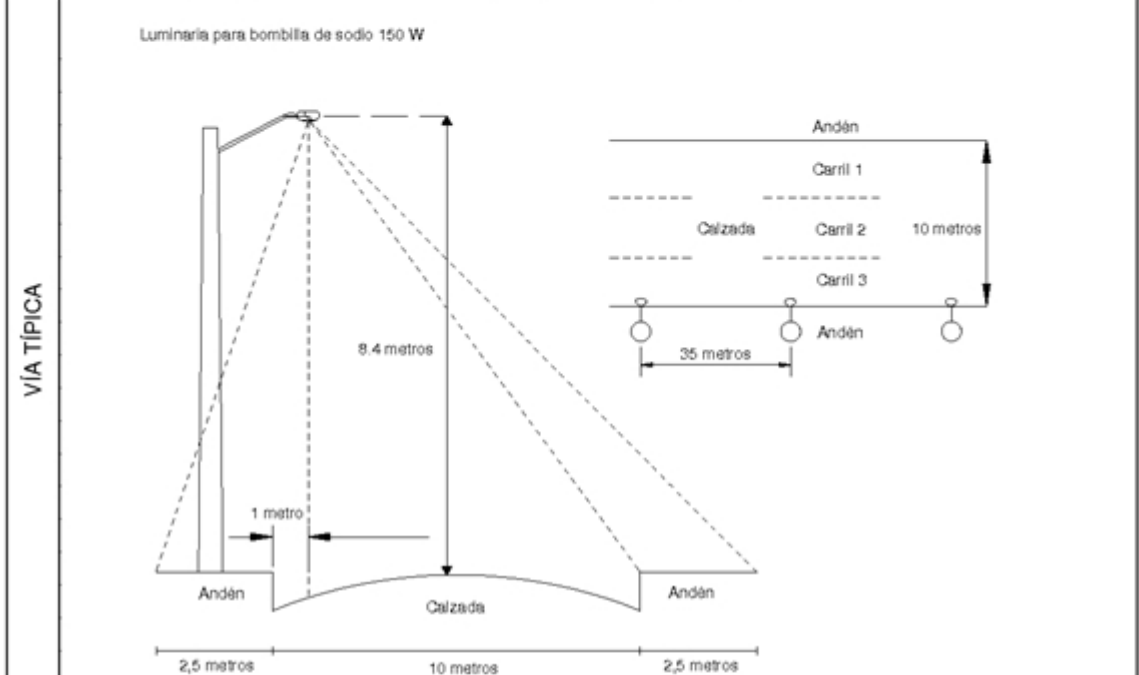 Luminaria para bombilla de sodio 150 W
VÍA TÍPICA
8.4 metros
1 metro
Andén
Calzada
Andén
2,5 metros
10 metros
2,5 metros
Andén
Carril 1
Calzada
Carril 2
10 metros
Carril 3
Andén
35 metros